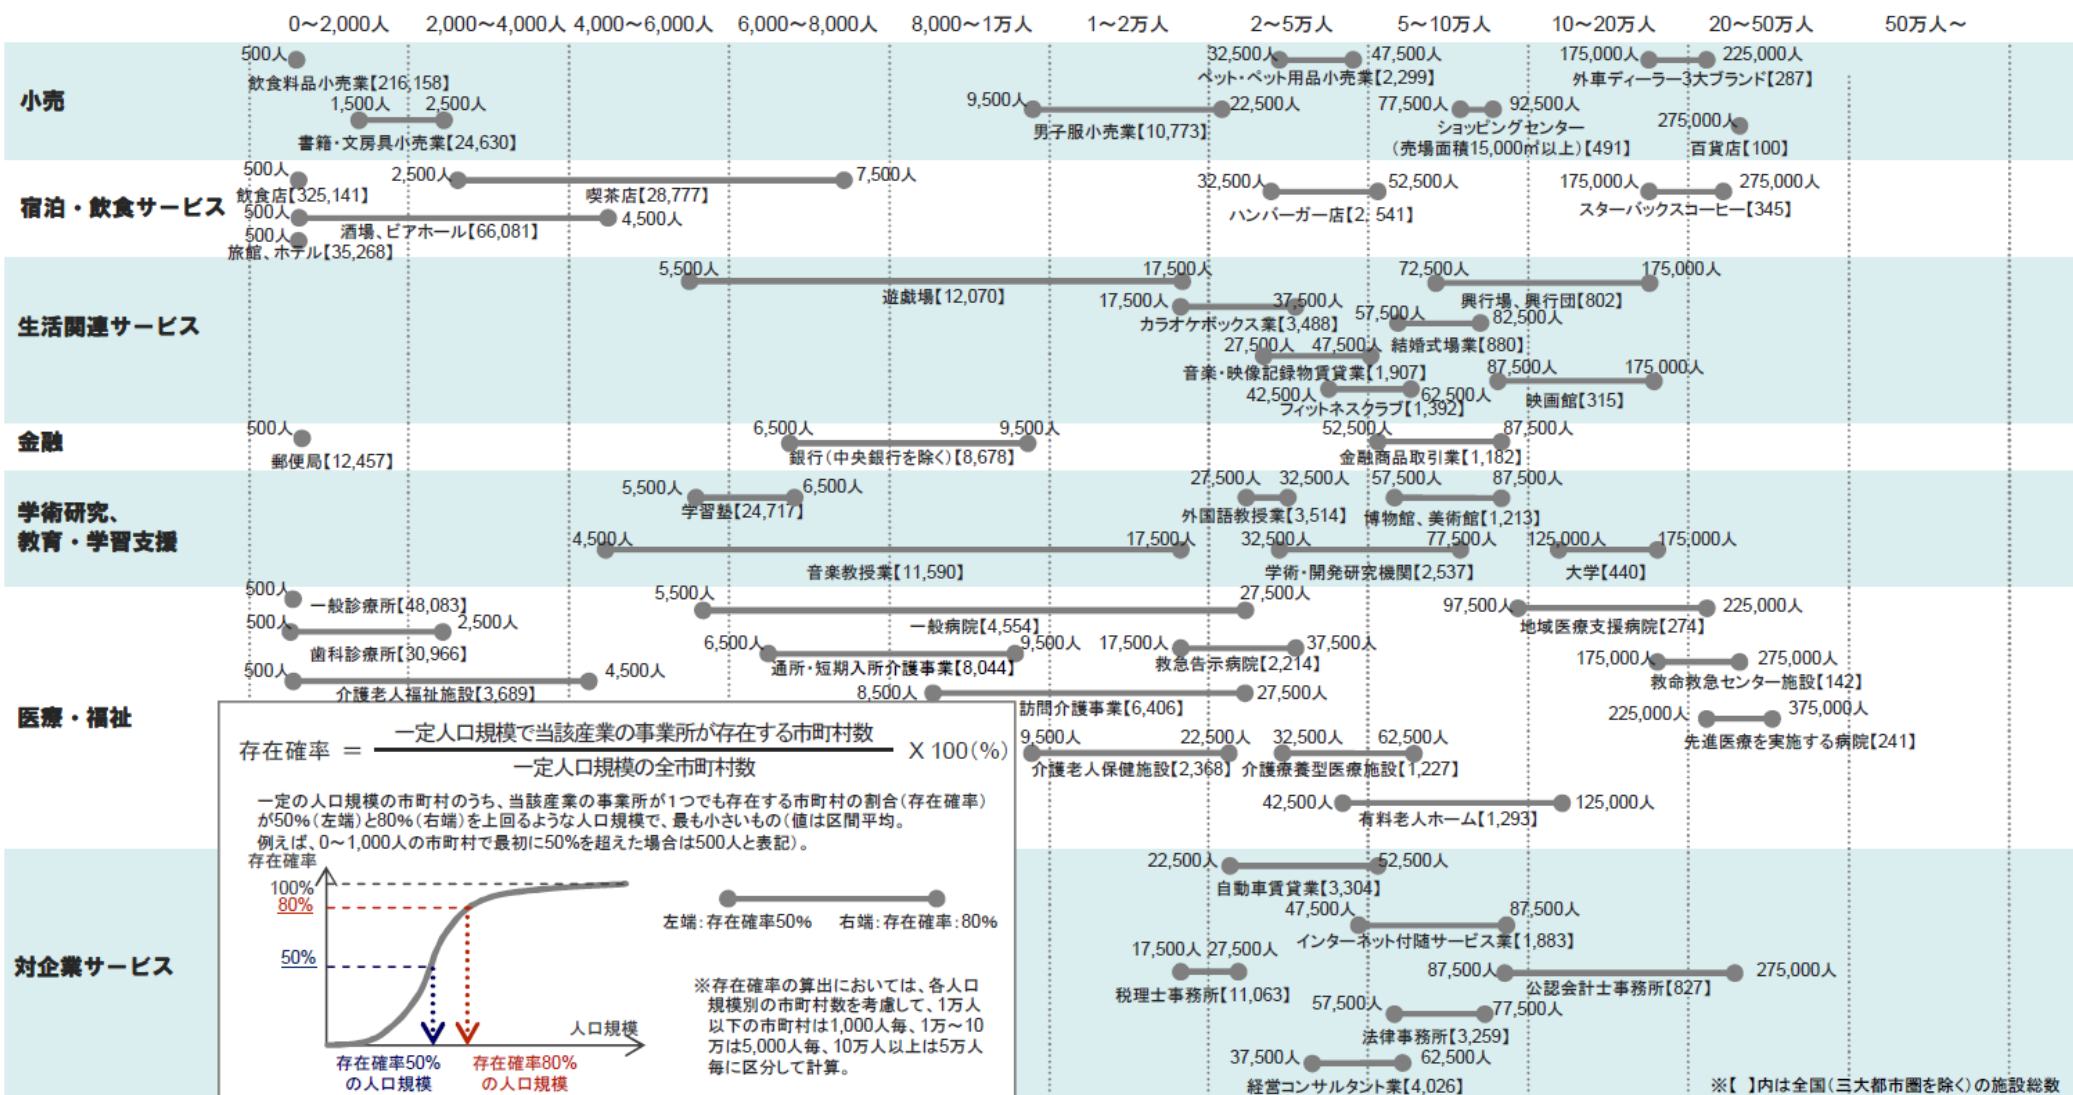 0～2,000人
2,000～4,000人
4,000～6,000人
6,000～8,000人
8,000～1万人
1～2万人
2～5万人
5～10万人
10～20万人
20～50万人
50万人～
小売
500人
飲食料品小売業【216,158】
1,500人 2,500人
書籍・文房具小売業【24,630】
9,500人 22,500人
男子服小売業【10,773】
32,500人 47,500人
ペット・ペット用品小売業【2,299】
77,500人 92,500人
ショッピングセンター
（売場面積15,000㎡以上）【491】
175,000人 225,000人
外車ディーラー3大ブランド【287】
275,000人
百貨店【100】
宿泊・飲食サービス
500人
飲食店【325,141】
2,500人 7,500人
喫茶店【28,777】
500人 4,500人
酒場、ビアホール【66,081】
500人
旅館、ホテル【35,268】
32,500人 52,500人
ハンバーガー店【2，541】
175,000人 275,000人
スターバックスコーヒー【345】
生活関連サービス
5,500人 17,500人
遊戯場【12,070】
17,500人 37,500人
カラオケボックス業【3,488】
27,500人 47,500人
音楽・映像記録物賃貸業【1,907】
42,500人 62,500人
フィットネスクラブ【1,392】
72,500人 175,000人
興行場、興行団【802】
57,500人 82,500人
結婚式場業【880】
87,500人 175,000人
映画館【315】
金融
500人
郵便局【12,457】
6,500人 9,500人
銀行（中央銀行を除く）【8,678】
52,500人 87,500人
金融商品取引業【1,182】
学術研究、
教育・学習支援
5,500人 6,500人
学習塾【24,717】
4,500人 17,500人
音楽教授業【11,590】
27,500人 32,500人
外国語教授業【3,514】
57,500人 87,500人
博物館、美術館【1,213】
32,500人 77,500人
学術・開発研究機関【2,537】
125,000人 175,000人
大学【440】
医療・福祉
500人
一般診療所【48,083】
500人 2,500人
歯科診療所【30,966】
500人 4,500人
介護老人福祉施設【3,689】
5,500人 27,500人
一般病院【4,554】
6,500人 9,500人
通所・短期入所介護事業【8,044】
17,500人 37,500人
救急告示病院【2,214】
8,500人 27,500人
訪問介護事業【6,406】
9,500人 22,500人
介護老人保健施設【2,368】
32,500人 62,500人
介護療養型医療施設【1,227】
42,500人 125,000人
有料老人ホーム【1,293】
97,500人 225,000人
地域医療支援病院【274】
175,000人 275,000人
救命救急センター施設【142】
225,000人 375,000人
先進医療を実施する病院【241】
対企業サービス
22,500人 52,500人
自動車賃貸業【3,304】
47,500人 87,500人
インターネット付随サービス業【1,883】
17,500人 27,500人
税理士事務所【11,063】
87,500人 275,000人
公認会計士事務所【827】
57,500人 77,500人
法律事務所【3,259】
37,500人 62,500人
経営コンサルタント業【4,026】
存在確率 ＝ 一定人口規模で当該産業の事業所が存在する市町村数
一定人口規模の全市町村数
X 100（%）
一定の人口規模の市町村のうち、当該産業の事業所が1つでも存在する市町村の割合（存在確率）
が50%（左端）と80%（右端）を上回るような人口規模で、最も小さいもの（値は区間平均。
例えば、0～1,000人の市町村で最初に50%を超えた場合は500人と表記）。
存在確率
100%
80%
50%
人口規模
存在確率50%
の人口規模
存在確率80%
の人口規模
左端：存在確率50% 右端：存在確率：80%
※存在確率の算出においては、各人口
規模別の市町村数を考慮して、1万人
以下の市町村は1,000人毎、1万～10
万は5,000人毎、10万人以上は5万人
毎に区分して計算。
※【 】内は全国（三大都市圏を除く）の施設総数